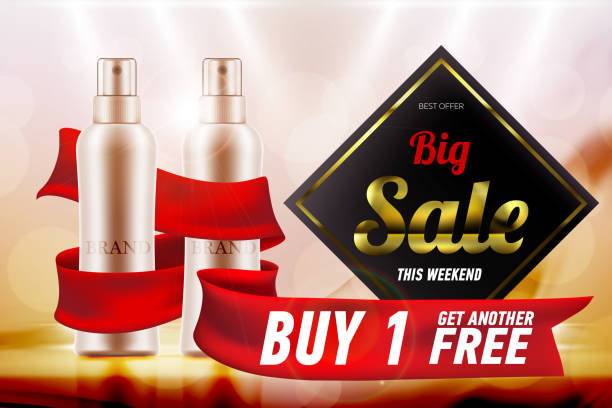 BEST OFFER
Big
Sale
THIS WEEKEND
BRAND
BRAND
BUY 1 GET ANOTHER
FREE